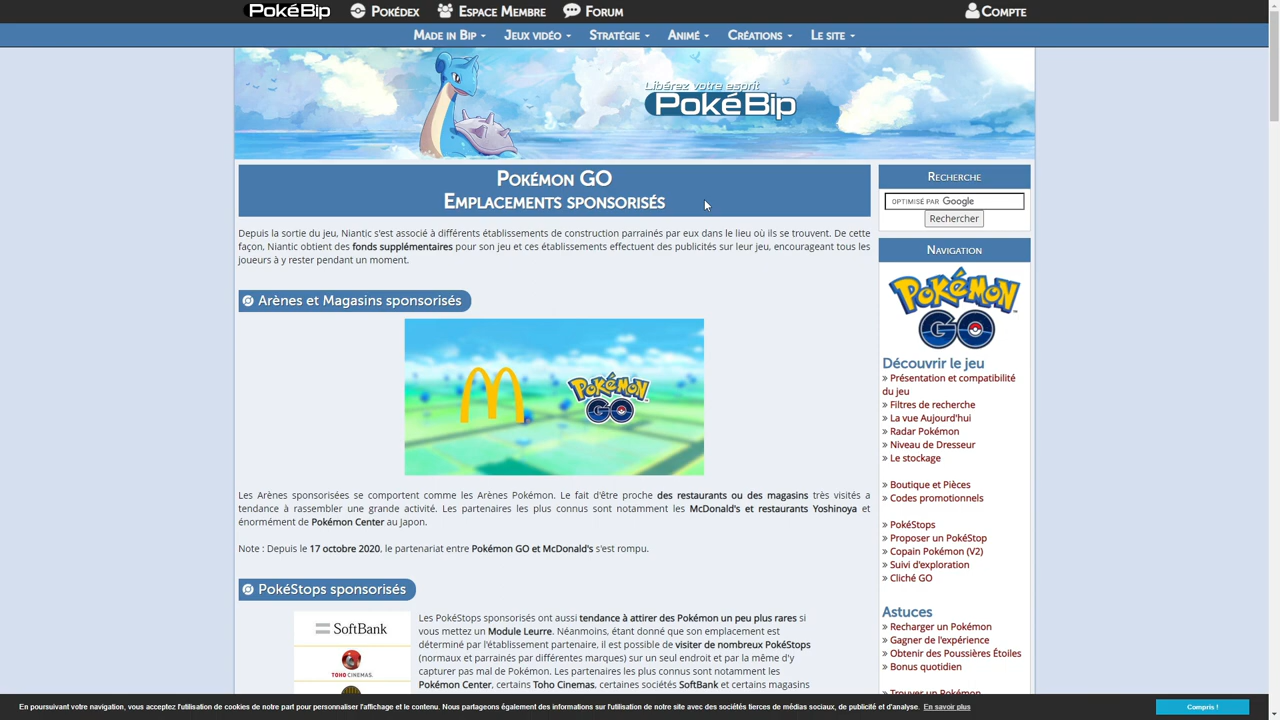 PokéBip Pokédex Espace Membre Forum Compte
Made in Bip Jeux vidéo Stratégie Animé Créations Le site
Libérez votre esprit
PokéBip
Pokémon GO
Emplacements sponsorisés
Depuis la sortie du jeu, Niantic s'est associé à différents établissements de construction parrainés par eux dans le lieu où ils se trouvent. De cette
façon, Niantic obtient des fonds supplémentaires pour son jeu et ces établissements effectuent des publicités sur leur jeu, encourageant tous les
joueurs à y rester pendant un moment.
Arènes et Magasins sponsorisés
Pokémon GO
Les Arènes sponsorisées se comportent comme les Arènes Pokémon. Le fait d'être proche des restaurants ou des magasins très visités a
tendance à rassembler une grande activité. Les partenaires les plus connus sont notamment les McDonald's et restaurants Yoshinoya et
énormément de Pokémon Center au Japon.
Note : Depuis le 17 octobre 2020, le partenariat entre Pokémon GO et McDonald's s'est rompu.
PokéStops sponsorisés
SoftBank
TOHO CINEMAS.
Les PokéStops sponsorisés ont aussi tendance à attirer des Pokémon un peu plus rares si
vous mettez un Module Leurre. Néanmoins, étant donné que son emplacement est
déterminé par l'établissement partenaire, il est possible de visiter de nombreux PokéStops
(normaux et parrainés par différentes marques) sur un seul endroit et par la même d'y
capturer pas mal de Pokémon. Les partenaires les plus connus sont notamment les
Pokémon Center, certains Toho Cinemas, certaines sociétés SoftBank et certains magasins
Recherche
OPTIMISÉ PAR Google
Rechercher
Navigation
Pokémon GO
Découvrir le jeu
» Présentation et compatibilité
du jeu
» Filtres de recherche
» La vue Aujourd'hui
» Radar Pokémon
» Niveau de Dresseur
» Le stockage
» Boutique et Pièces
» Codes promotionnels
» PokéStops
» Proposer un PokéStop
» Copain Pokémon (V2)
» Suivi d'exploration
» Cliché GO
Astuces
» Recharger un Pokémon
» Gagner de l'expérience
» Obtenir des Poussières Étoiles
» Bonus quotidien
» Trouver un Pokémon
En poursuivant votre navigation, vous acceptez l'utilisation de cookies de notre part pour personnaliser l'affichage et le contenu. Nous partageons également des informations sur l'utilisation de notre site avec des sociétés tierces de médias sociaux, de publicité et d'analyse. En savoir plus
Compris !